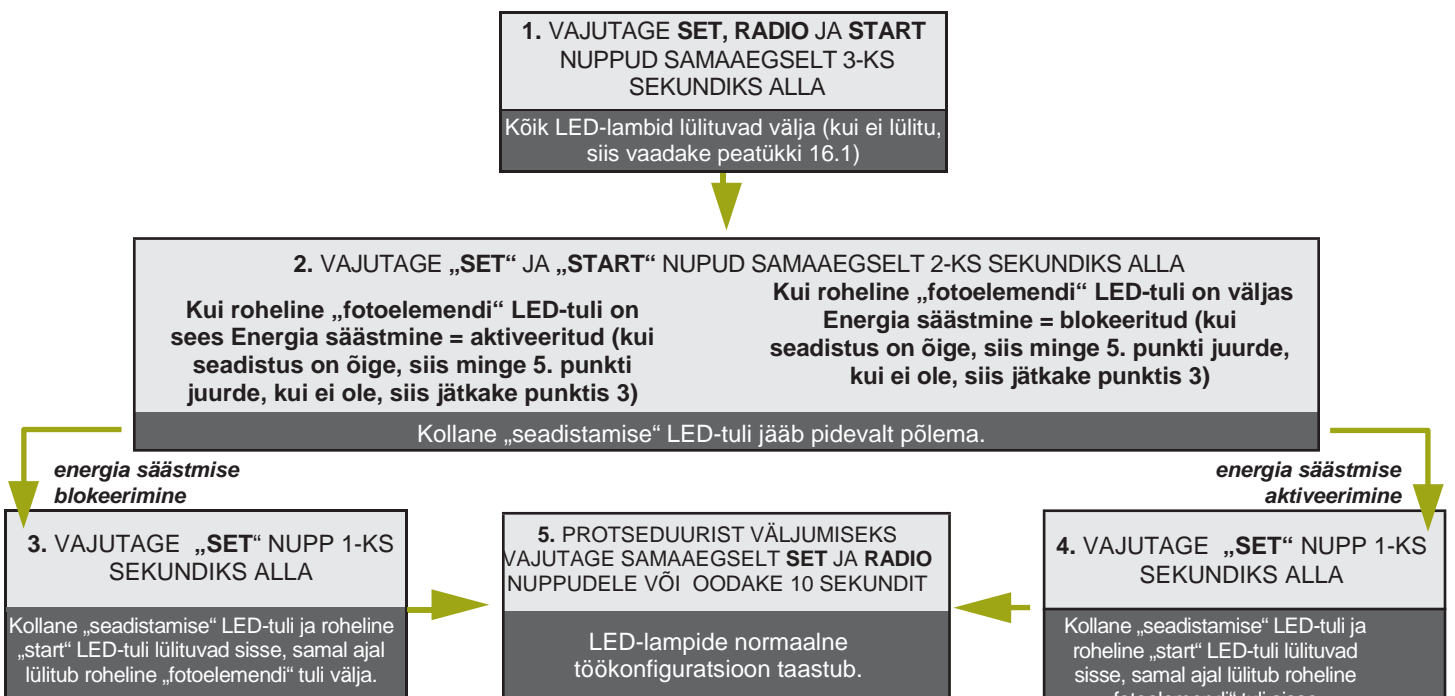 1. VAJUTAGE SET, RADIO JA START
NUPPUD SAMAAEGSELT 3-KS
SEKUNDIKS ALLA
Kõik LED-lambid lülituvad välja (kui ei lülitu,
siis vaadake peatükki 16.1)
2. VAJUTAGE „SET“ JA „START“ NUPUD SAMAAEGSELT 2-KS SEKUNDIKS ALLA
Kui roheline „fotoelemendi“ LED-tuli on
sees Energia säästmine = aktiveeritud (kui
seadistus on õige, siis minge 5. punkti
juurde, kui ei ole, siis jätkake punktis 3)
Kui roheline „fotoelemendi“ LED-tuli on väljas
Energia säästmine = blokeeritud (kui
seadistus on õige, siis minge 5. punkti juurde,
kui ei ole, siis jätkake punktis 3)
Kollane „seadistamise“ LED-tuli jääb pidevalt põlema.
energia säästmise
blokeerimine
energia säästmise
aktiveerimine
3. VAJUTAGE „SET“ NUPP 1-KS
SEKUNDIKS ALLA
Kollane „seadistamise“ LED-tuli ja roheline
„start“ LED-tuli lülituvad sisse, samal ajal
lülitub roheline „fotoelemendi“ tuli välja.
5. PROTSEDUURIST VÄLJUMISEKS
VAJUTAGE SAMAAEGSELT SET JA RADIO
NUPPUDELE VÕI OODAKE 10 SEKUNDIT
LED-lampide normaalne
töökonfiguratsioon taastub.
4. VAJUTAGE „SET“ NUPP 1-KS
SEKUNDIKS ALLA
Kollane „seadistamise“ LED-tuli ja
roheline „start“ LED-tuli lülituvad
sisse, samal ajal lülitub roheline